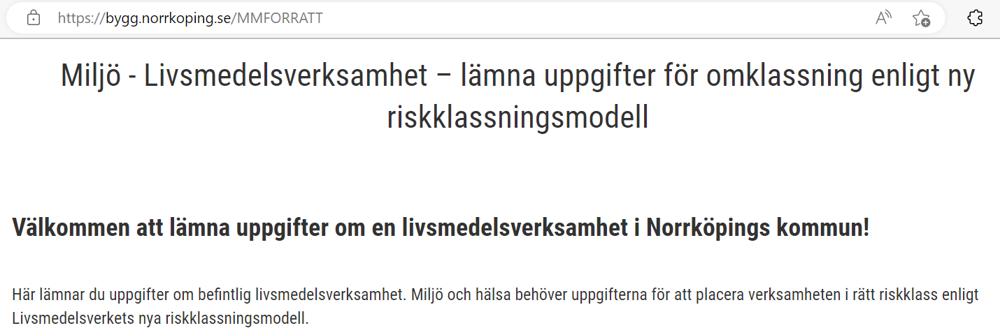 https://bygg.norrkoping.se/MMFORRATT
Miljö - Livsmedelsverksamhet – lämna uppgifter för omklassning enligt ny
riskklassningsmodell
Välkommen att lämna uppgifter om en livsmedelsverksamhet i Norrköpings kommun!
Här lämnar du uppgifter om befintlig livsmedelsverksamhet. Miljö och hälsa behöver uppgifterna för att placera verksamheten i rätt riskklass enligt
Livsmedelsverkets nya riskklassningsmodell.